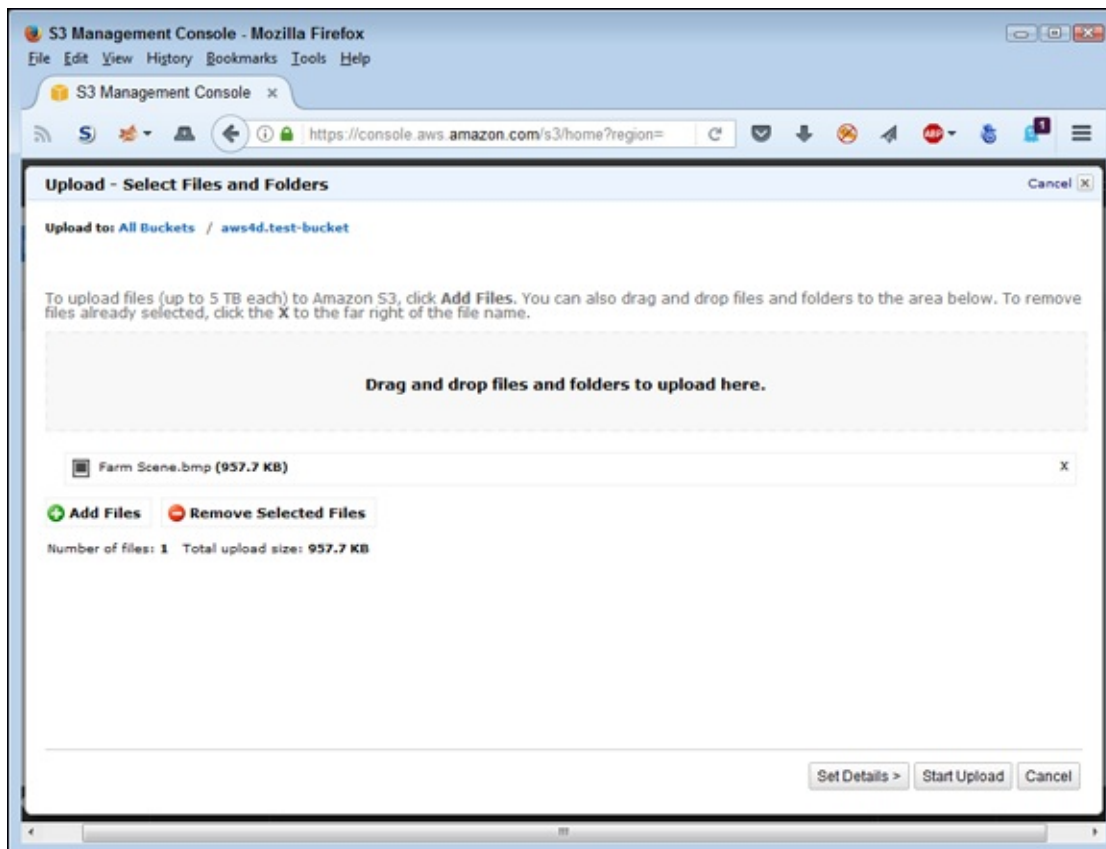 S3 Management Console - Mozilla Firefox
File Edit View History Bookmarks Tools Help
S3 Management Console ×
https://console.aws.amazon.com/s3/home?region=
ABP
1
Upload - Select Files and Folders
Cancel x
Upload to: All Buckets / aws4d.test-bucket
To upload files (up to 5 TB each) to Amazon S3, click Add Files. You can also drag and drop files and folders to the area below. To remove
files already selected, click the X to the far right of the file name.
Drag and drop files and folders to upload here.
Farm Scene.bmp (957.7 KB) x
Add Files Remove Selected Files
Number of files: 1 Total upload size: 957.7 KB
Set Details > Start Upload Cancel